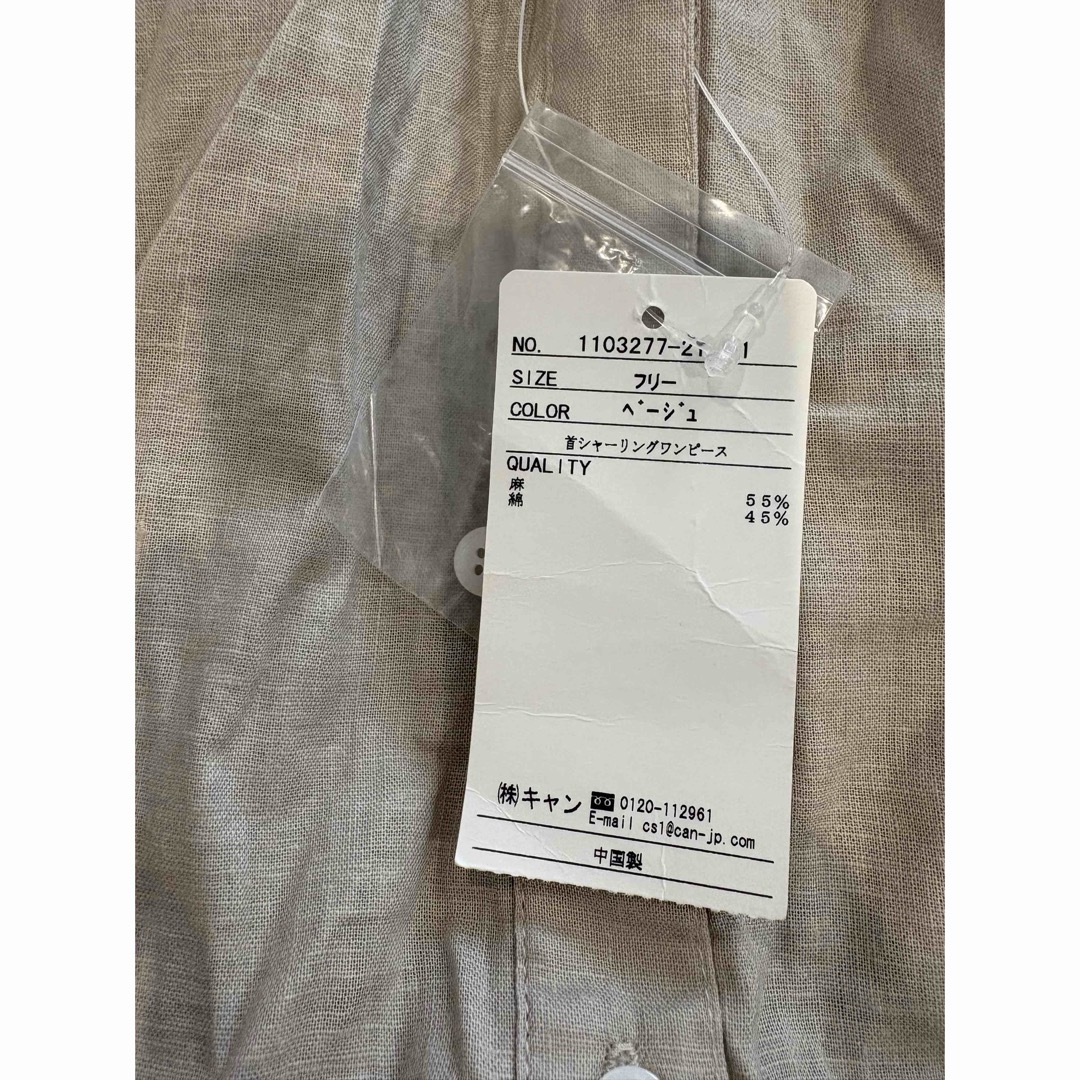 NO. 1103277-
SIZE フリー
COLOR ベージュ
首シャーリングワンピース
QUALITY
麻 55%
綿 45%
㈱キャン 0120-112961
E-mail cs1@can-jp.com
中国製